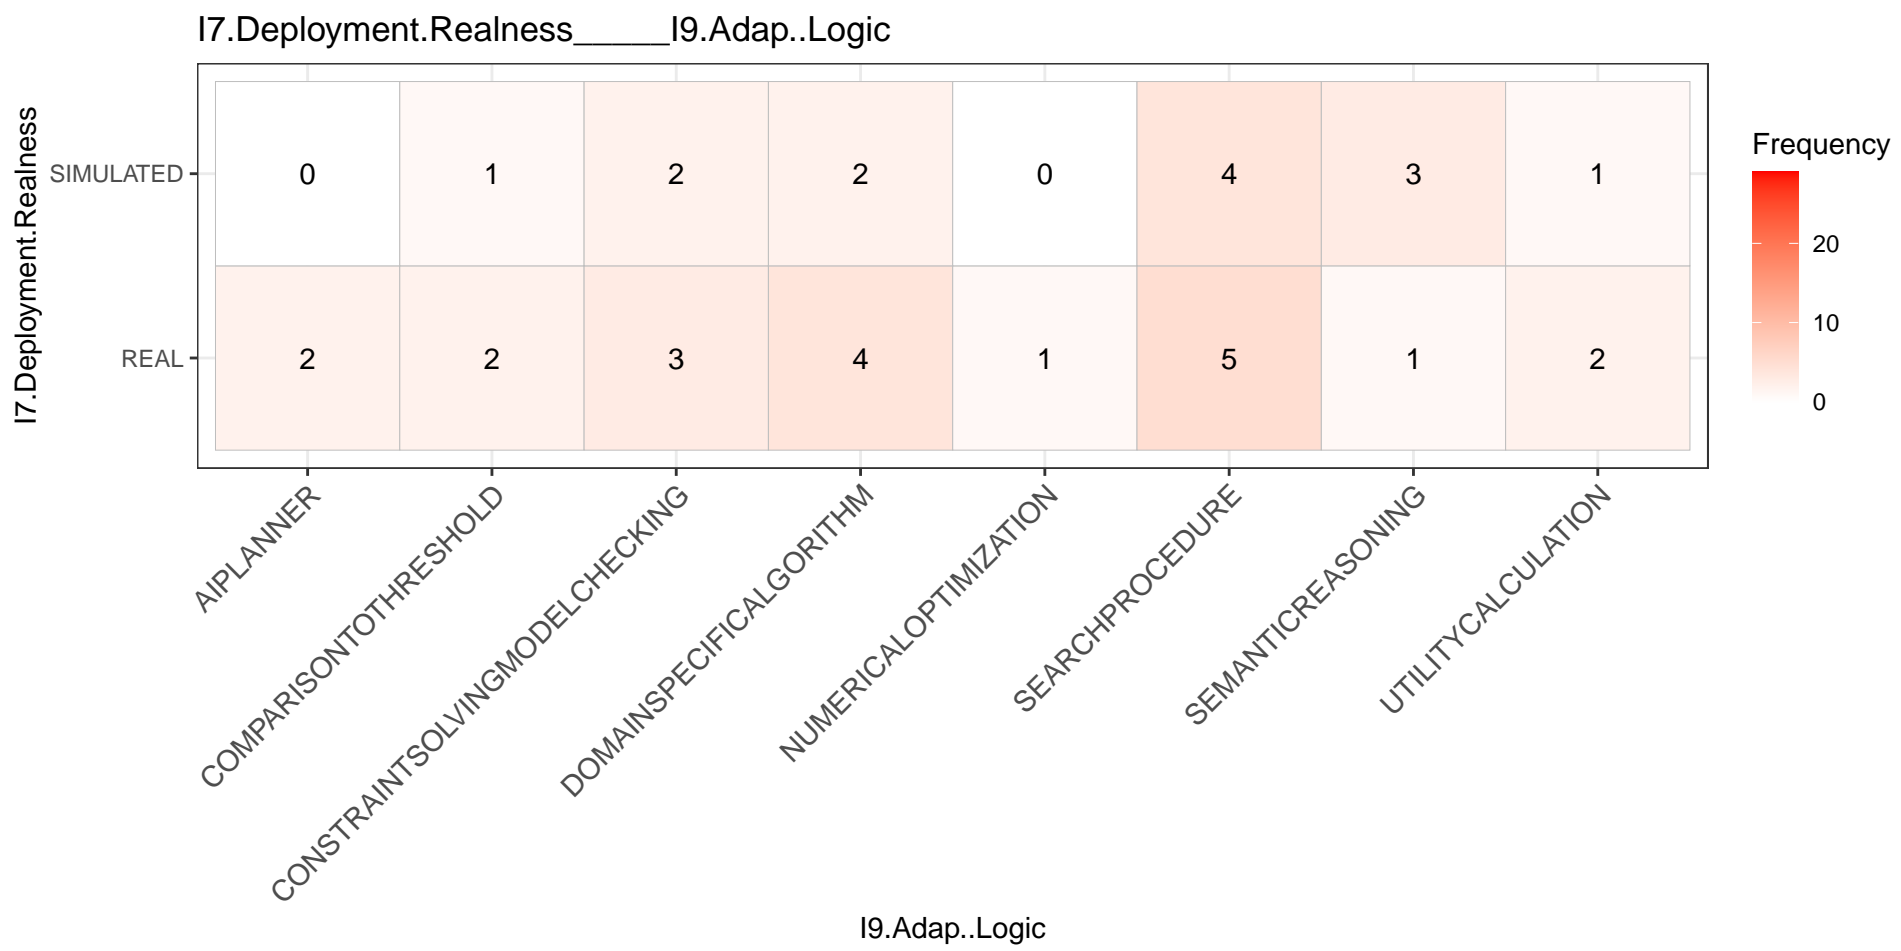 I7.Deployment.Realness_____I9.Adap..Logic
I7.Deployment.Realness
SIMULATED
0 1 2 2 0 4 3 1
REAL
2 2 3 4 1 5 1 2
AIPLANNER
COMPARISONTOTHRESHOLD
CONSTRAINTSOLVINGMODELCHECKING
DOMAINSPECIFICALGORITHM
NUMERICALOPTIMIZATION
SEARCHPROCEDURE
SEMANTICREASONING
UTILITYCALCULATION
I9.Adap..Logic
Frequency
20
10
0